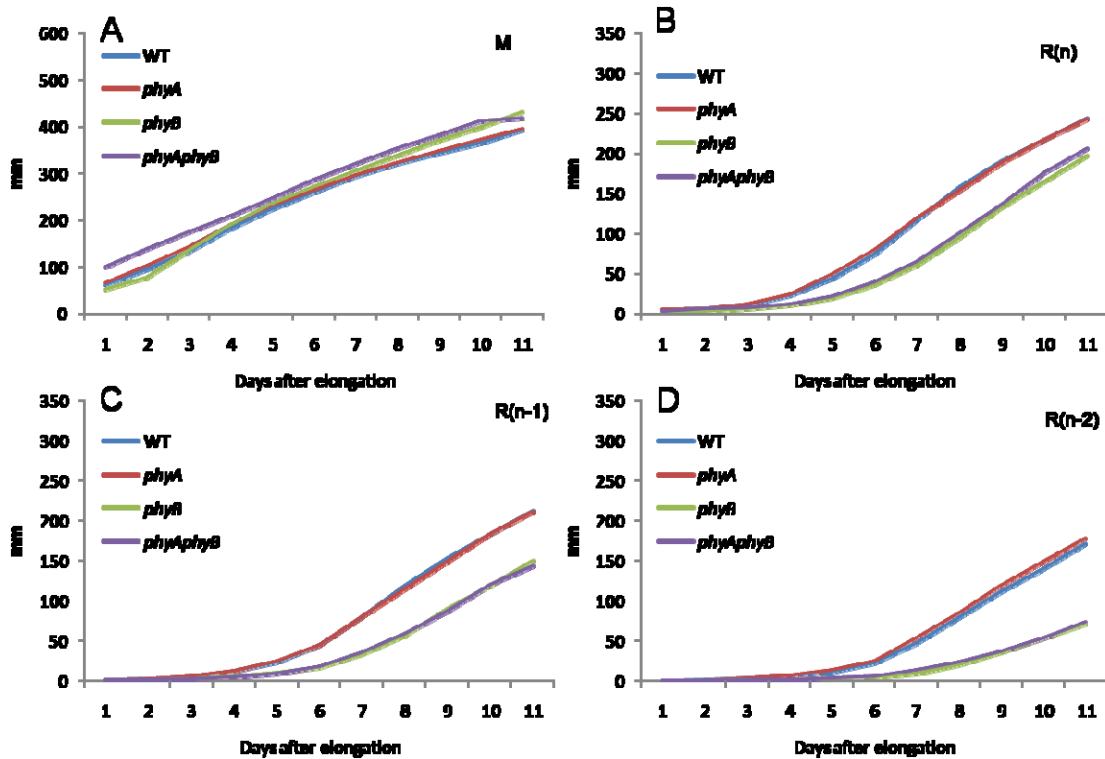 A
M
WT
phyA
phyB
phyAphyB
mm
600
500
400
300
200
100
0
1 2 3 4 5 6 7 8 9 10 11
Days after elongation
B
R(n)
WT
phyA
phyB
phyAphyB
mm
350
300
250
200
150
100
50
0
1 2 3 4 5 6 7 8 9 10 11
Days after elongation
C
R(n-1)
WT
phyA
phyB
phyAphyB
mm
350
300
250
200
150
100
50
0
1 2 3 4 5 6 7 8 9 10 11
Days after elongation
D
R(n-2)
WT
phyA
phyB
phyAphyB
mm
350
300
250
200
150
100
50
0
1 2 3 4 5 6 7 8 9 10 11
Days after elongation